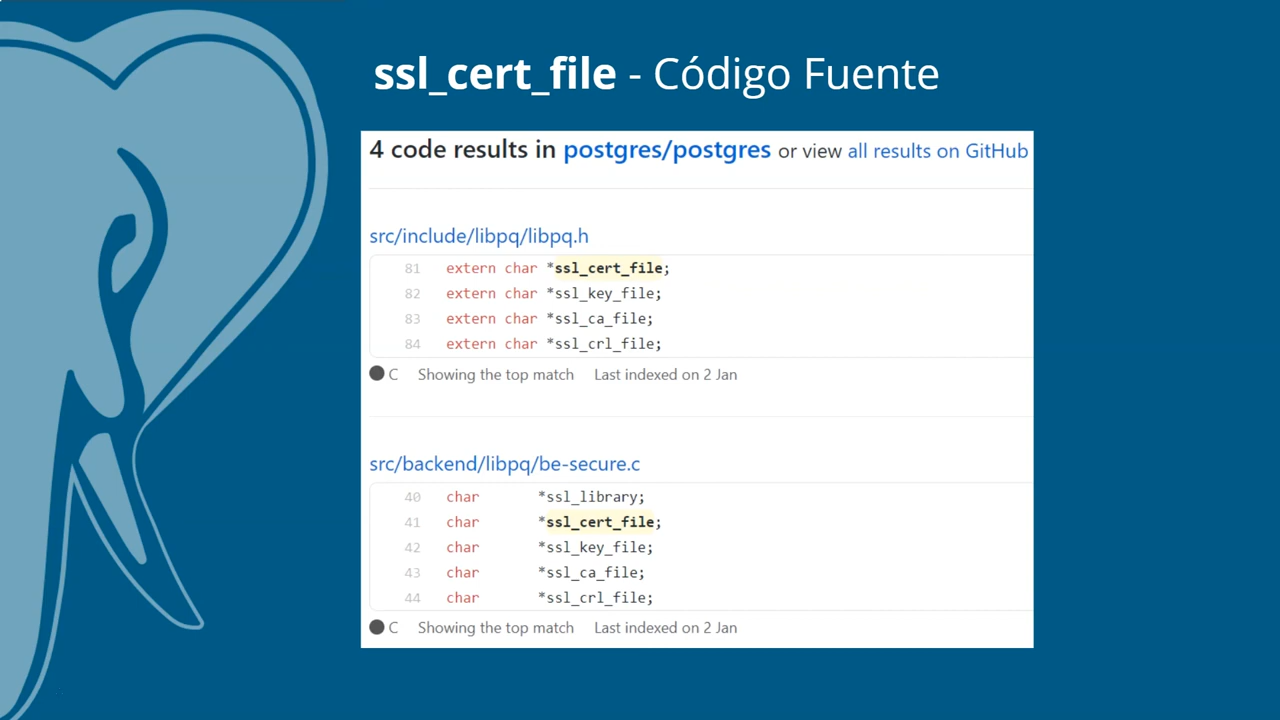 ssl_cert_file - Código Fuente
4 code results in postgres/postgres or view all results on GitHub
src/include/libpq/libpq.h
81 extern char *ssl_cert_file;
82 extern char *ssl_key_file;
83 extern char *ssl_ca_file;
84 extern char *ssl_crl_file;
C Showing the top match Last indexed on 2 Jan
src/backend/libpq/be-secure.c
40 char *ssl_library;
41 char *ssl_cert_file;
42 char *ssl_key_file;
43 char *ssl_ca_file;
44 char *ssl_crl_file;
C Showing the top match Last indexed on 2 Jan